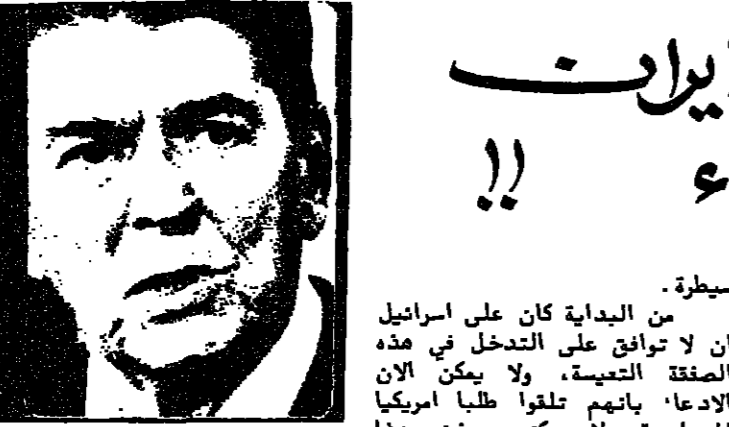 ايران
ء !!
سيطرة .
من البداية كان على اسرائيل
ان لا توافق على التدخل في هذه
الصفقة التعيسة، ولا يمكن الان
الادعاء بانهم تلقوا طلبا امريكيا